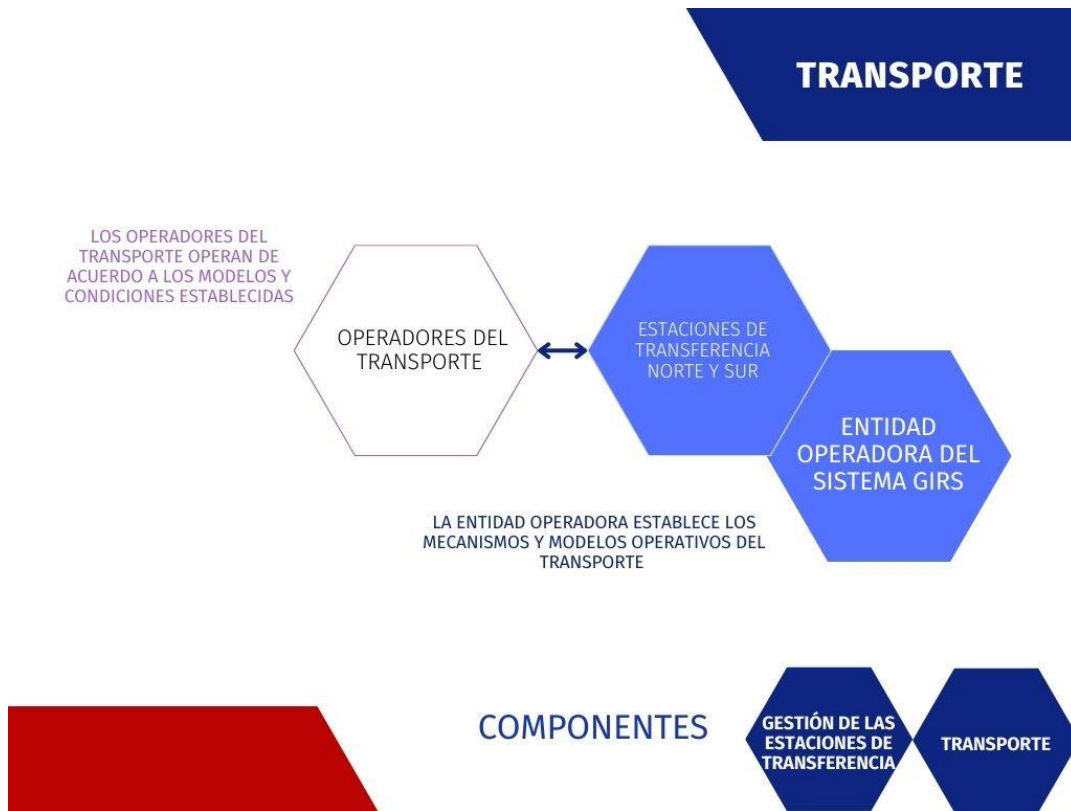 TRANSPORTE
LOS OPERADORES DEL
TRANSPORTE OPERAN DE
ACUERDO A LOS MODELOS Y
CONDICIONES ESTABLECIDAS
OPERADORES DEL
TRANSPORTE
ESTACIONES DE
TRANSFERENCIA
NORTE Y SUR
ENTIDAD
OPERADORA DEL
SISTEMA GIRS
LA ENTIDAD OPERADORA ESTABLECE LOS
MECANISMOS Y MODELOS OPERATIVOS DEL
TRANSPORTE
COMPONENTES
GESTIÓN DE LAS
ESTACIONES DE
TRANSFERENCIA
TRANSPORTE